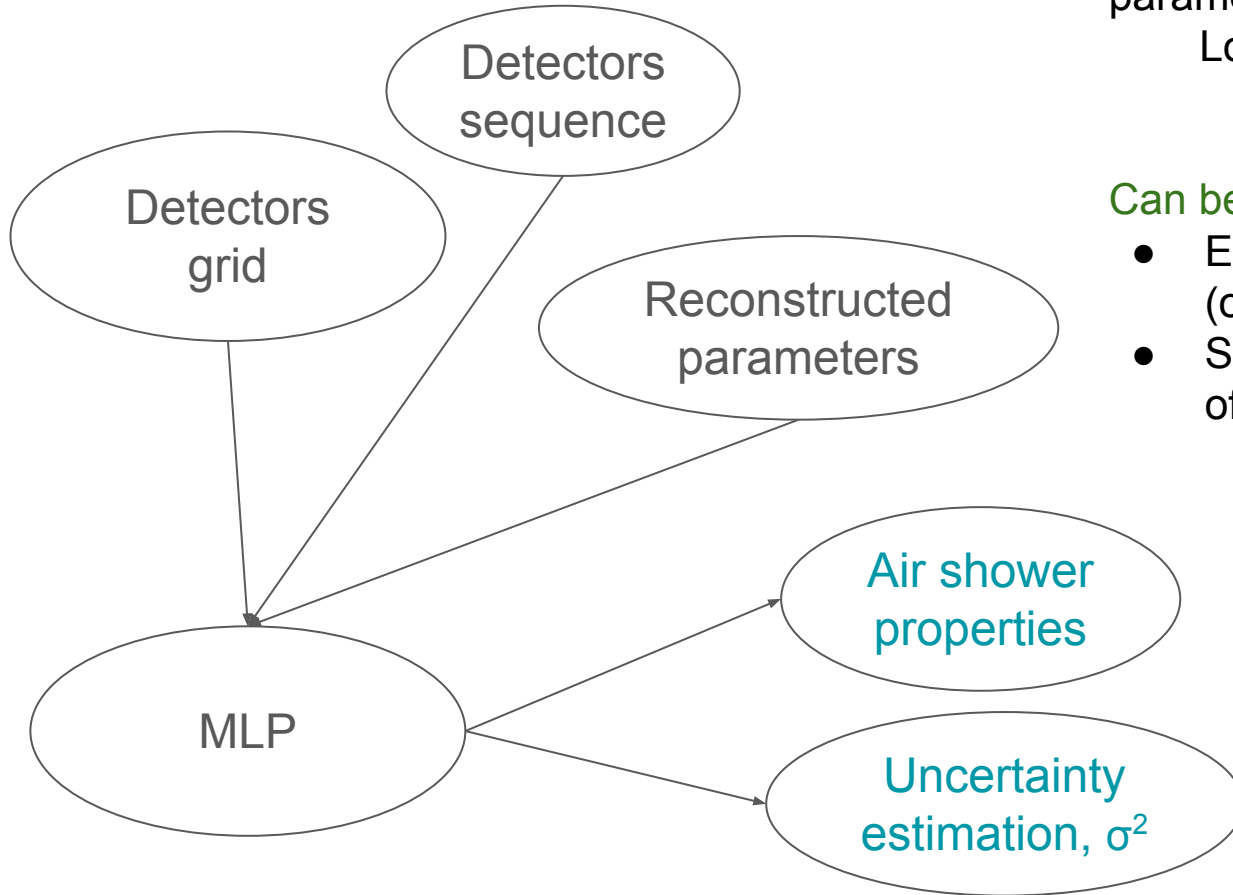 Detectors
sequence
Detectors
grid
Reconstructed
parameters
MLP
Air shower
properties
Uncertainty
estimation, σ²
Can be
●
●